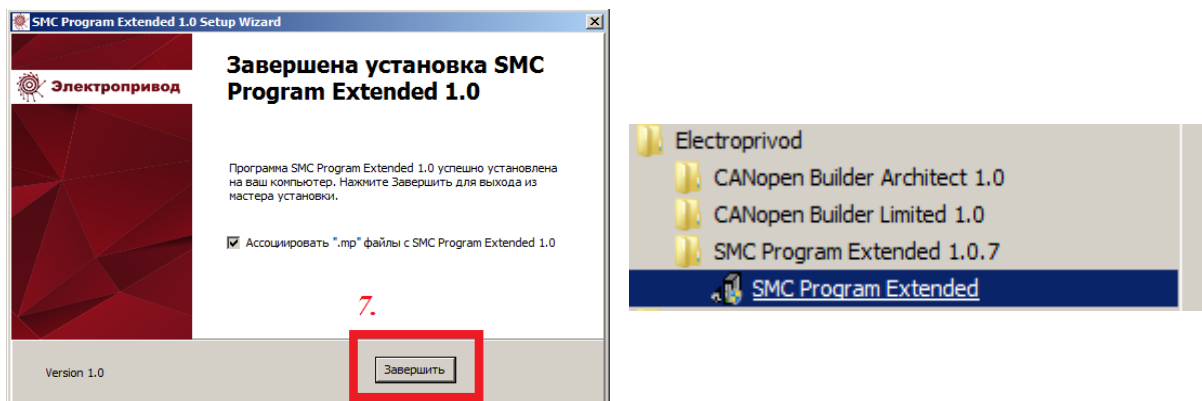 SMC Program Extended 1.0 Setup Wizard
Электропривод
Завершена установка SMC
Program Extended 1.0
Программа SMC Program Extended 1.0 успешно установлена
на ваш компьютер. Нажмите Завершить для выхода из
мастера установки.
Ассоциировать ".mp" файлы с SMC Program Extended 1.0
7.
Version 1.0
Завершить
Electroprivod
CANopen Builder Architect 1.0
CANopen Builder Limited 1.0
SMC Program Extended 1.0.7
SMC Program Extended